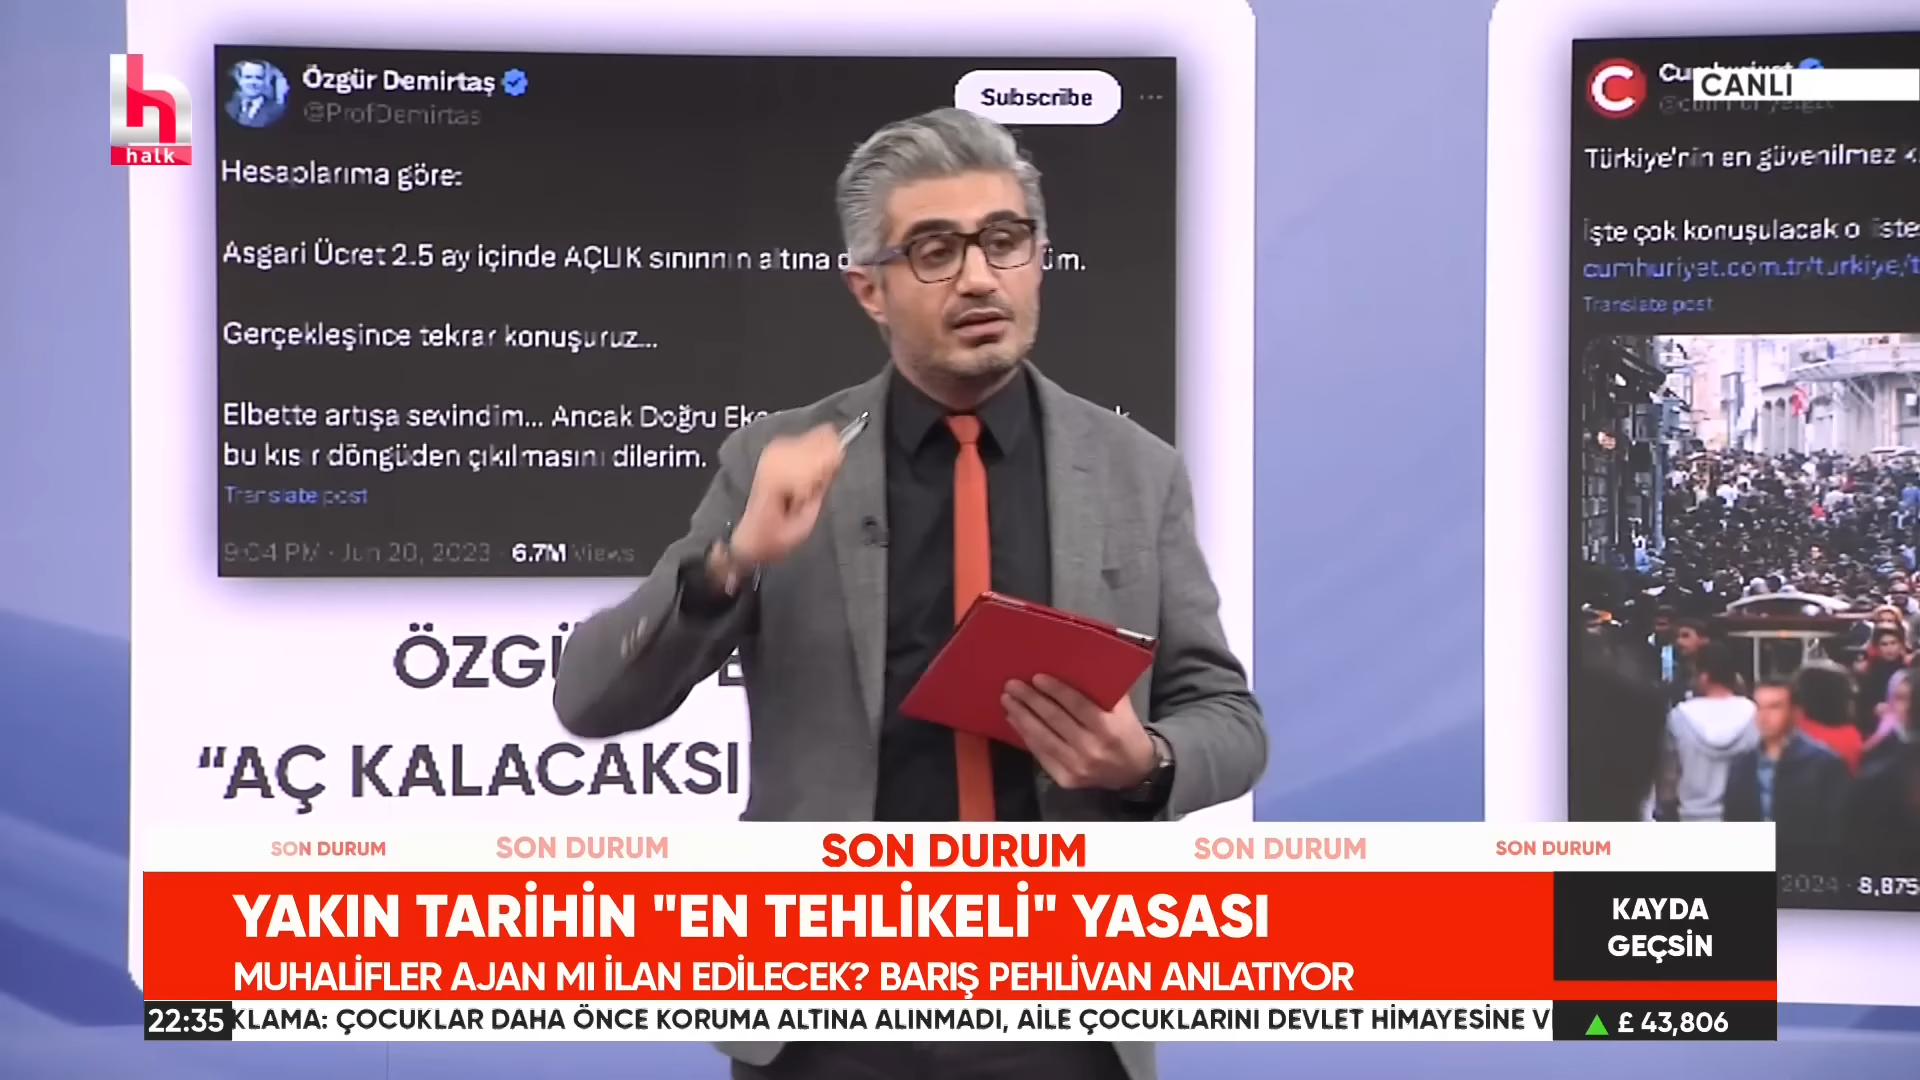 h
halk
Özgür Demirtaş
@ProfDemirtas
Subscribe
Hesaplarıma göre:
Asgari Ücret 2.5 ay içinde AÇLIK sınırının altına
Gerçekleşince tekrar konuşuruz...
Elbette artışa sevindim... Ancak Doğru
bu kısır döngüden çıkılmasını dilerim.
Translate post
9:04 PM · Jun 20, 2023 · 6.7M Views
"AÇ KALACAKSI
CANLI
Türkiye'nin en güvenilmez
İşte çok konuşulacak o
cumhuriyet.com.tr/turkiye/t
Translate post
2024 · 8,875
SON DURUM SON DURUM SON DURUM SON DURUM SON DURUM
YAKIN TARİHİN "EN TEHLİKELİ" YASASI
MUHALİFLER AJAN MI İLAN EDİLECEK? BARIŞ PEHLİVAN ANLATIYOR
KAYDA
GEÇSİN
22:35 KLAMA: ÇOCUKLAR DAHA ÖNCE KORUMA ALTINA ALINMADI, AİLE ÇOCUKLARINI DEVLET HİMAYESİNE V
£ 43,806